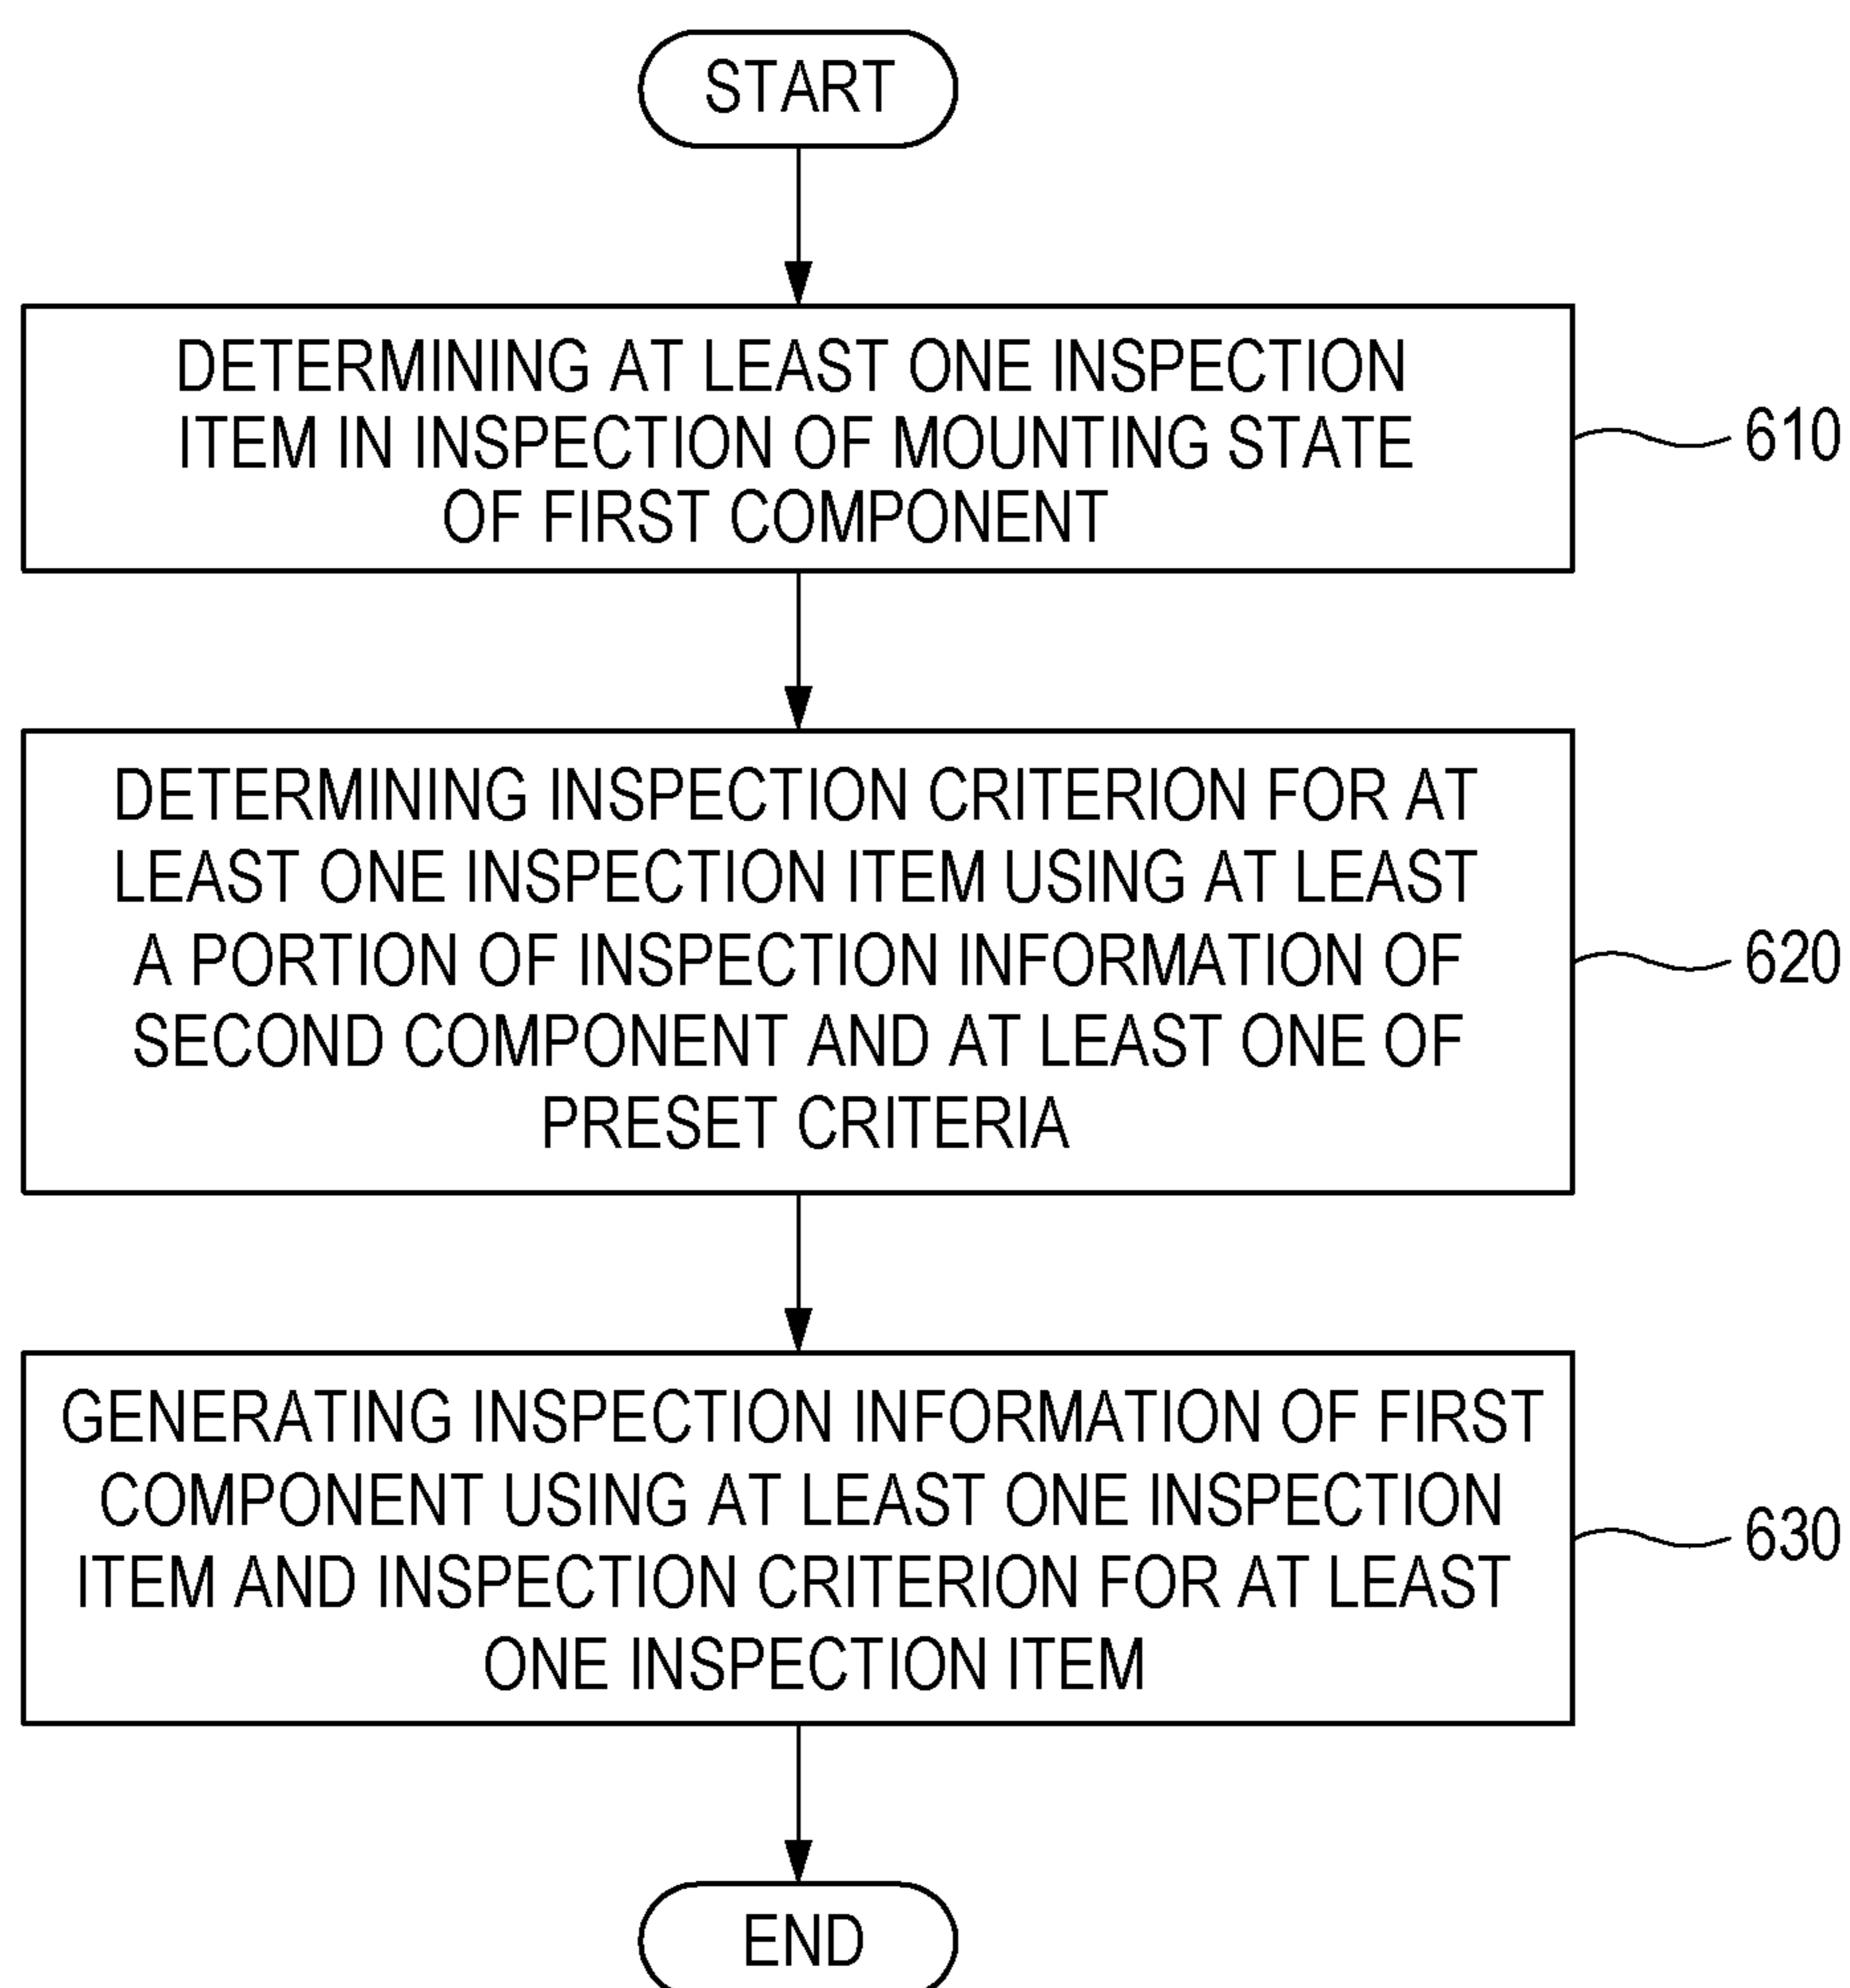 START
DETERMINING AT LEAST ONE INSPECTION
ITEM IN INSPECTION OF MOUNTING STATE
OF FIRST COMPONENT
610
DETERMINING INSPECTION CRITERION FOR AT
LEAST ONE INSPECTION ITEM USING AT LEAST
A PORTION OF INSPECTION INFORMATION OF
SECOND COMPONENT AND AT LEAST ONE OF
PRESET CRITERIA
620
GENERATING INSPECTION INFORMATION OF FIRST
COMPONENT USING AT LEAST ONE INSPECTION
ITEM AND INSPECTION CRITERION FOR AT LEAST
ONE INSPECTION ITEM
630
END